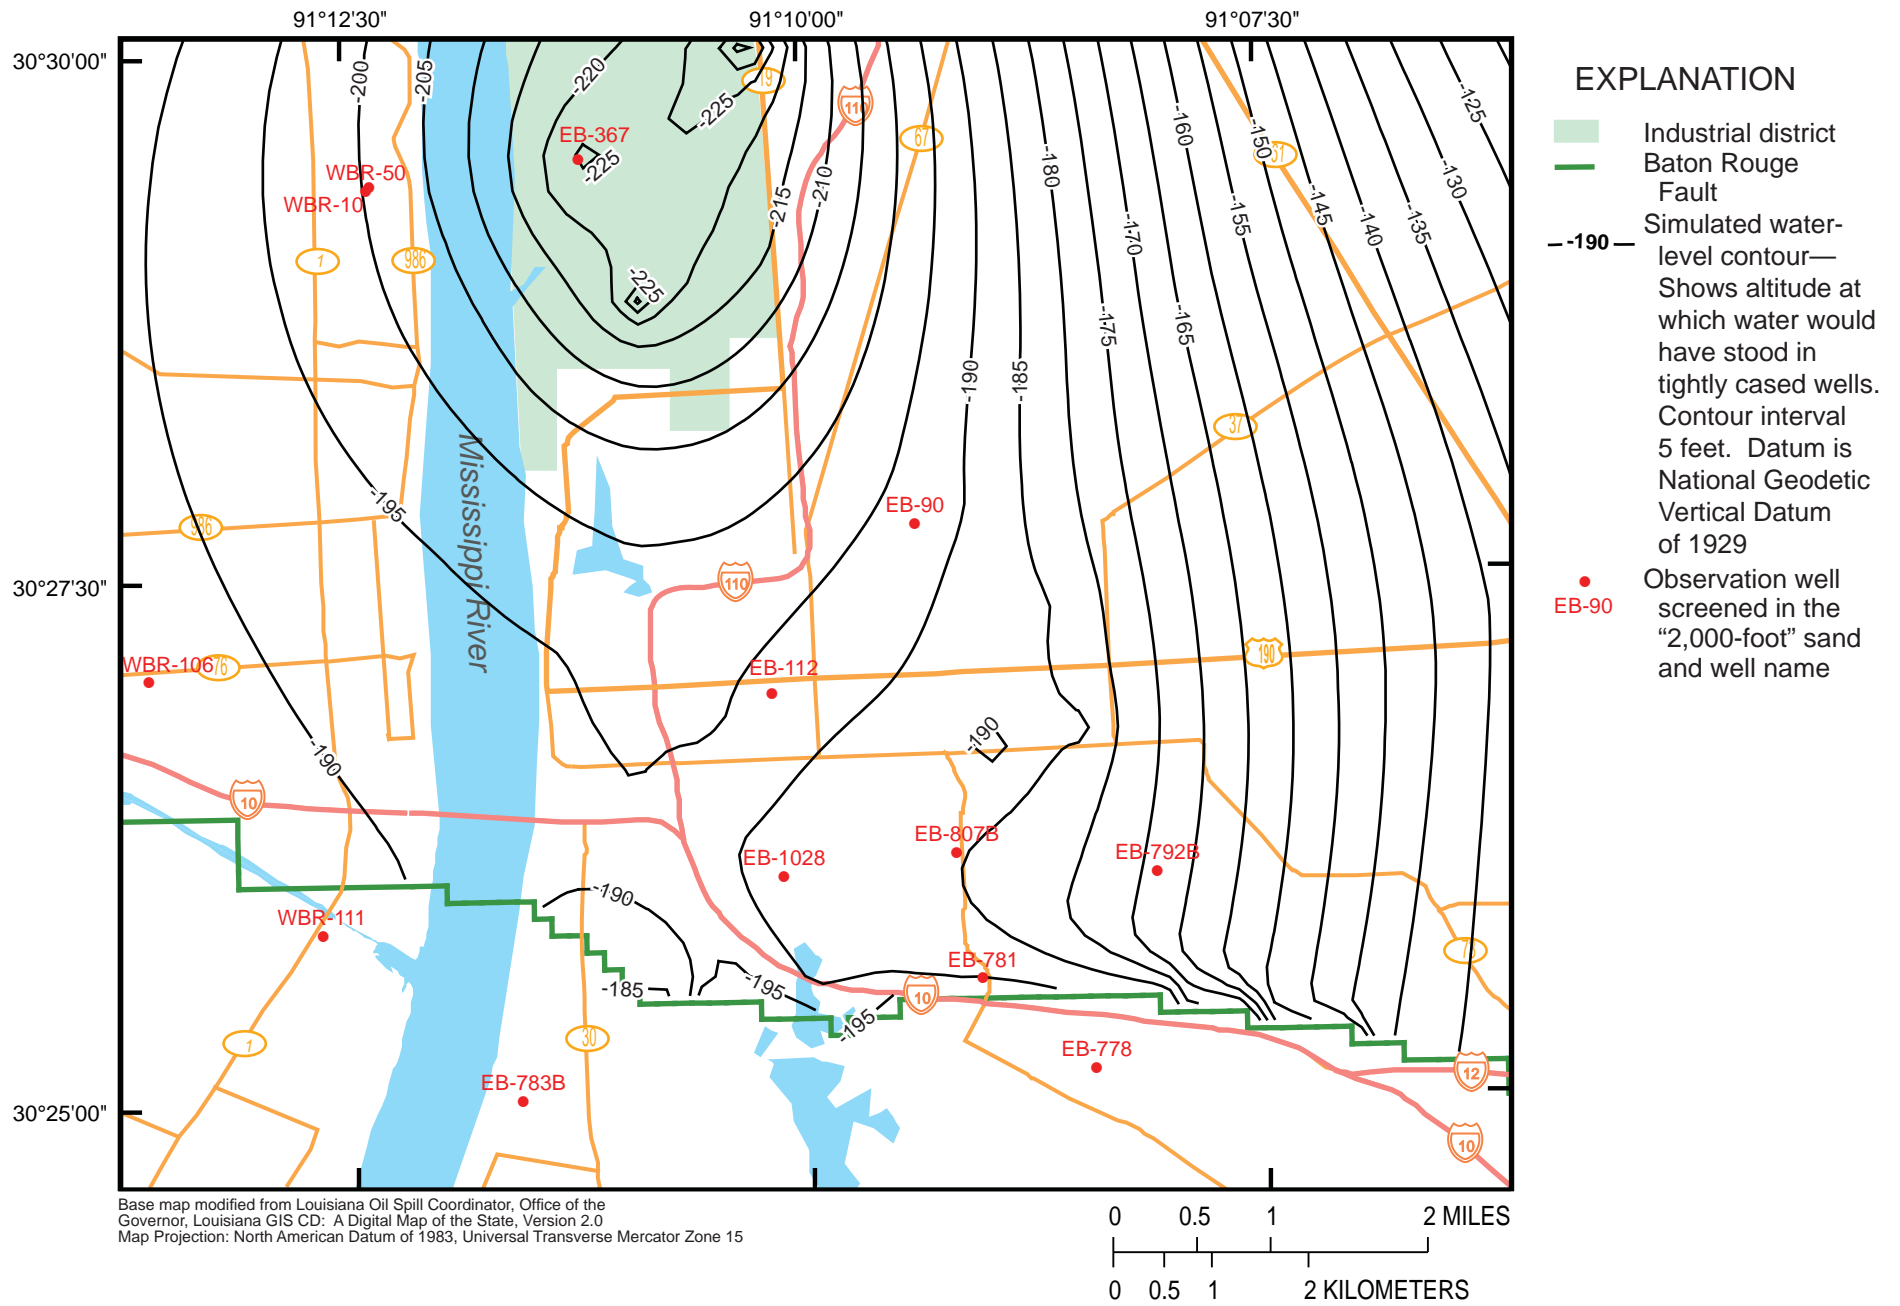 91°12'30"
91°10'00"
91°07'30"
30°30'00"
30°27'30"
30°25'00"
-200
-205
-220
-225
-225
-225
-215
-210
-180
-160
-150
-125
-130
-155
-145
-140
-135
-170
-175
-165
-190
-185
-195
-190
-190
-190
-185
-195
-195
19
110
67
61
EB-367
WBR-50
WBR-10
1
986
37
Mississippi River
986
EB-90
110
WBR-106
76
EB-112
190
10
EB-807B
EB-1028
EB-792B
WBR-111
EB-781
10
73
1
30
EB-778
EB-783B
12
10
EXPLANATION
Industrial district
Baton Rouge
Fault
-190
Simulated water-
level contour—
Shows altitude at
which water would
have stood in
tightly cased wells.
Contour interval
5 feet. Datum is
National Geodetic
Vertical Datum
of 1929
EB-90
Observation well
screened in the
“2,000-foot” sand
and well name
Base map modified from Louisiana Oil Spill Coordinator, Office of the
Governor, Louisiana GIS CD: A Digital Map of the State, Version 2.0
Map Projection: North American Datum of 1983, Universal Transverse Mercator Zone 15
0 0.5 1 2 MILES
0 0.5 1 2 KILOMETERS